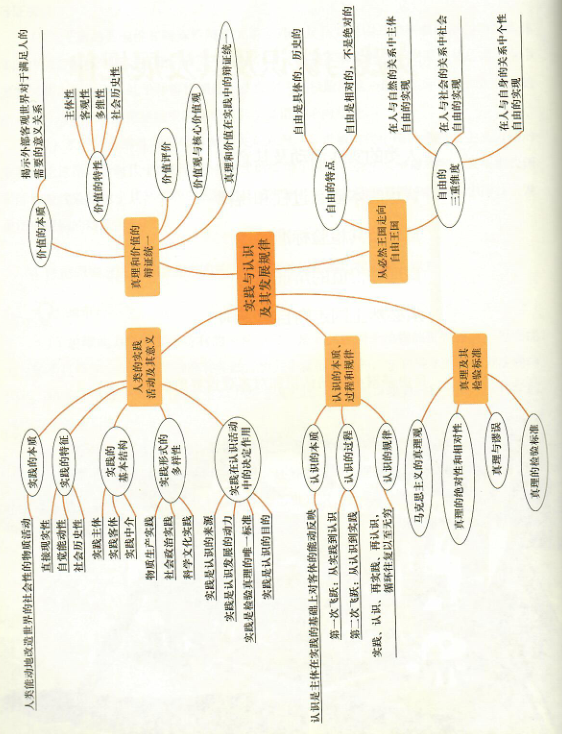 实践与认识
及其发展规律
人类的实践
活动及其意义
实践的本质
人类能动地改造世界的社会性的物质活动
实践的特征
直接现实性
自觉能动性
社会历史性
实践的
基本结构
实践主体
实践客体
实践中介
实践形式的
多样性
物质生产实践
社会政治实践
科学文化实践
实践在认识活动
中的决定作用
实践是认识的来源
实践是认识发展的动力
实践是检验真理的唯一标准
实践是认识的目的
认识的本质、
过程和规律
认识的本质
认识是主体在实践的基础上对客体的能动反映
认识的过程
第一次飞跃：从实践到认识
第二次飞跃：从认识到实践
认识的规律
实践、认识、再实践、再认识，
循环往复以至无穷
真理及其
检验标准
马克思主义的真理观
真理的绝对性和相对性
真理与谬误
真理的检验标准
真理和价值的
辩证统一
价值的本质
揭示外部客观世界对于满足人的
需要的意义关系
价值的特性
主体性
客观性
多维性
社会历史性
价值评价
价值观与核心价值观
真理和价值在实践中的辩证统一
从必然王国走向
自由王国
自由的特点
自由是具体的、历史的
自由是相对的，不是绝对的
自由的
三重维度
在人与自然的关系中主体
自由的实现
在人与社会的关系中社会
自由的实现
在人与自身的关系中个性
自由的实现